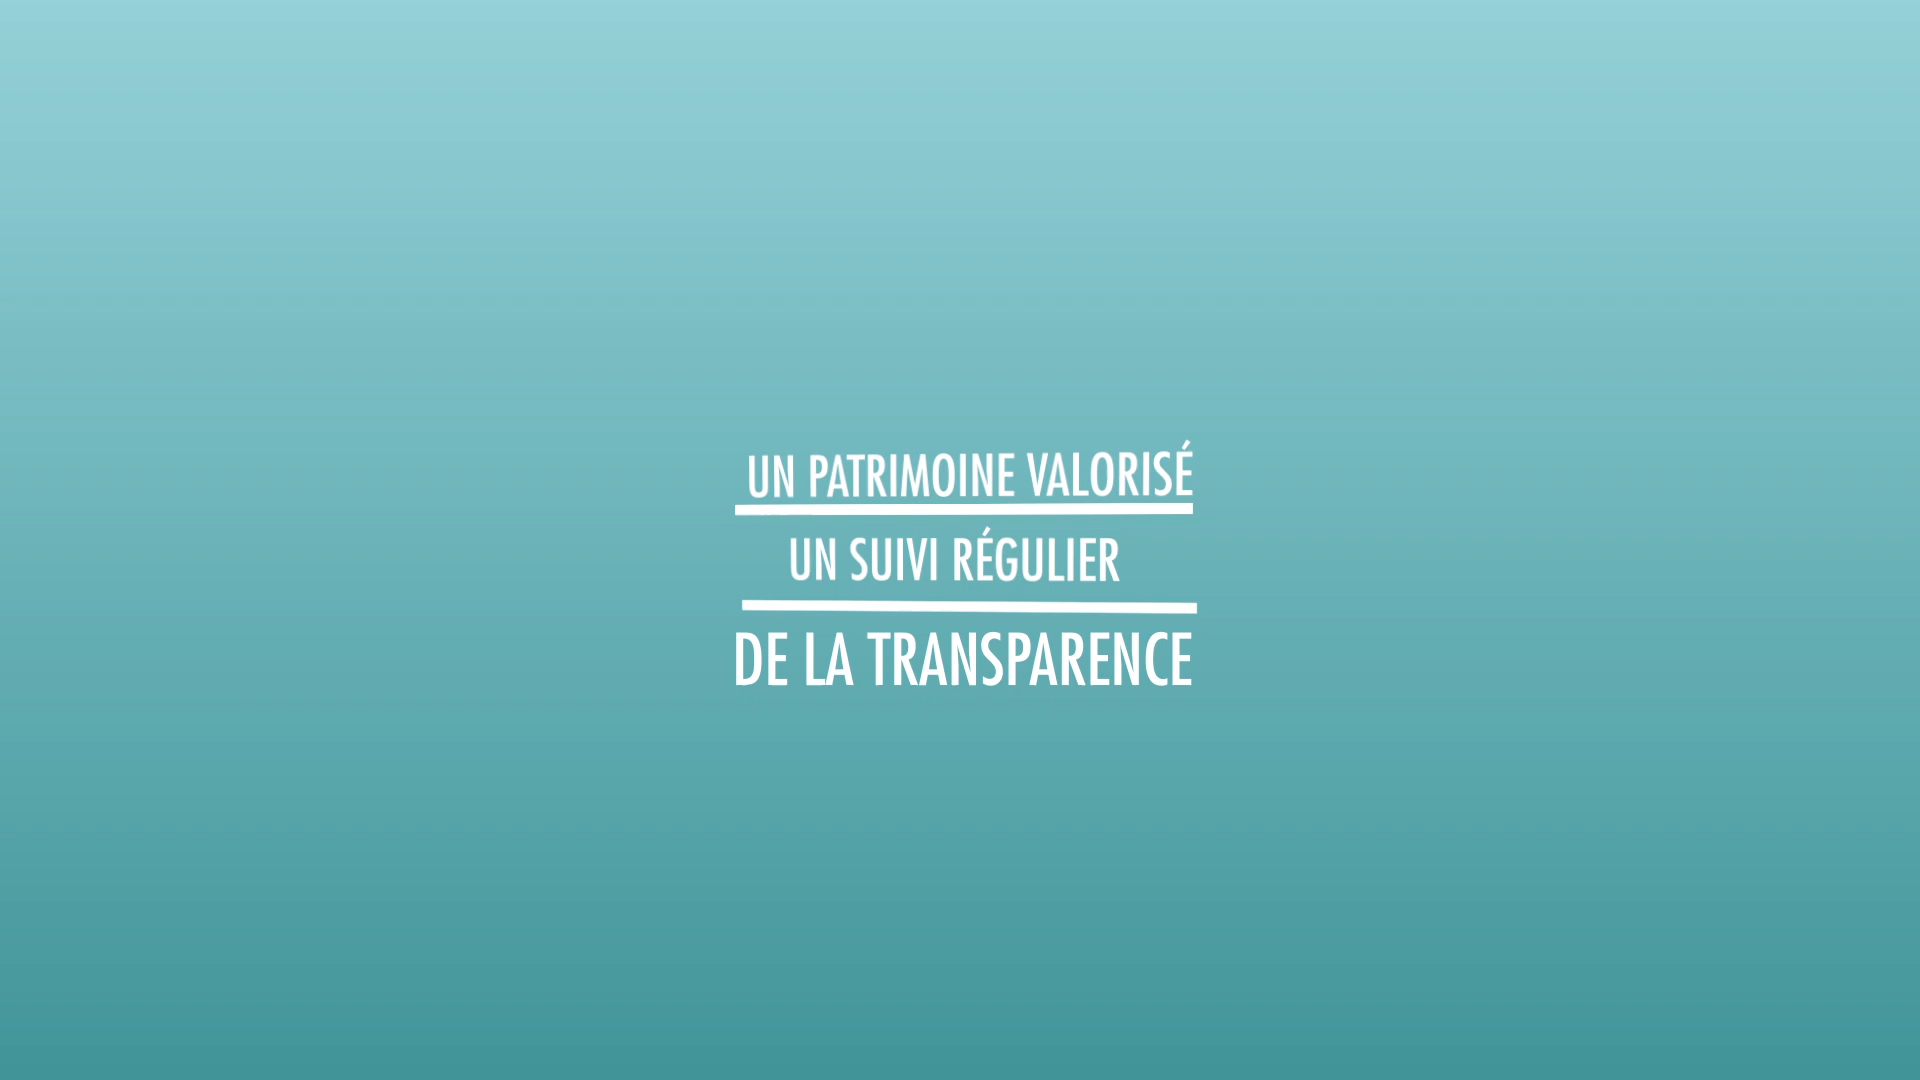 UN PATRIMOINE VALORISÉ
UN SUIVI RÉGULIER
DE LA TRANSPARENCE